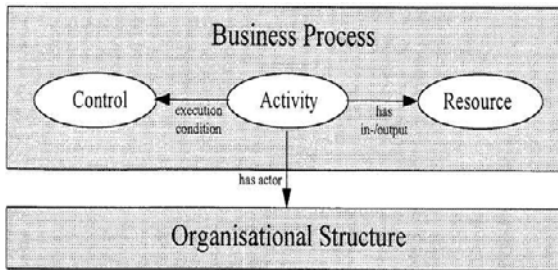 Business Process
Control
Activity
Resource
execution
condition
has
in-/output
has actor
Organisational Structure